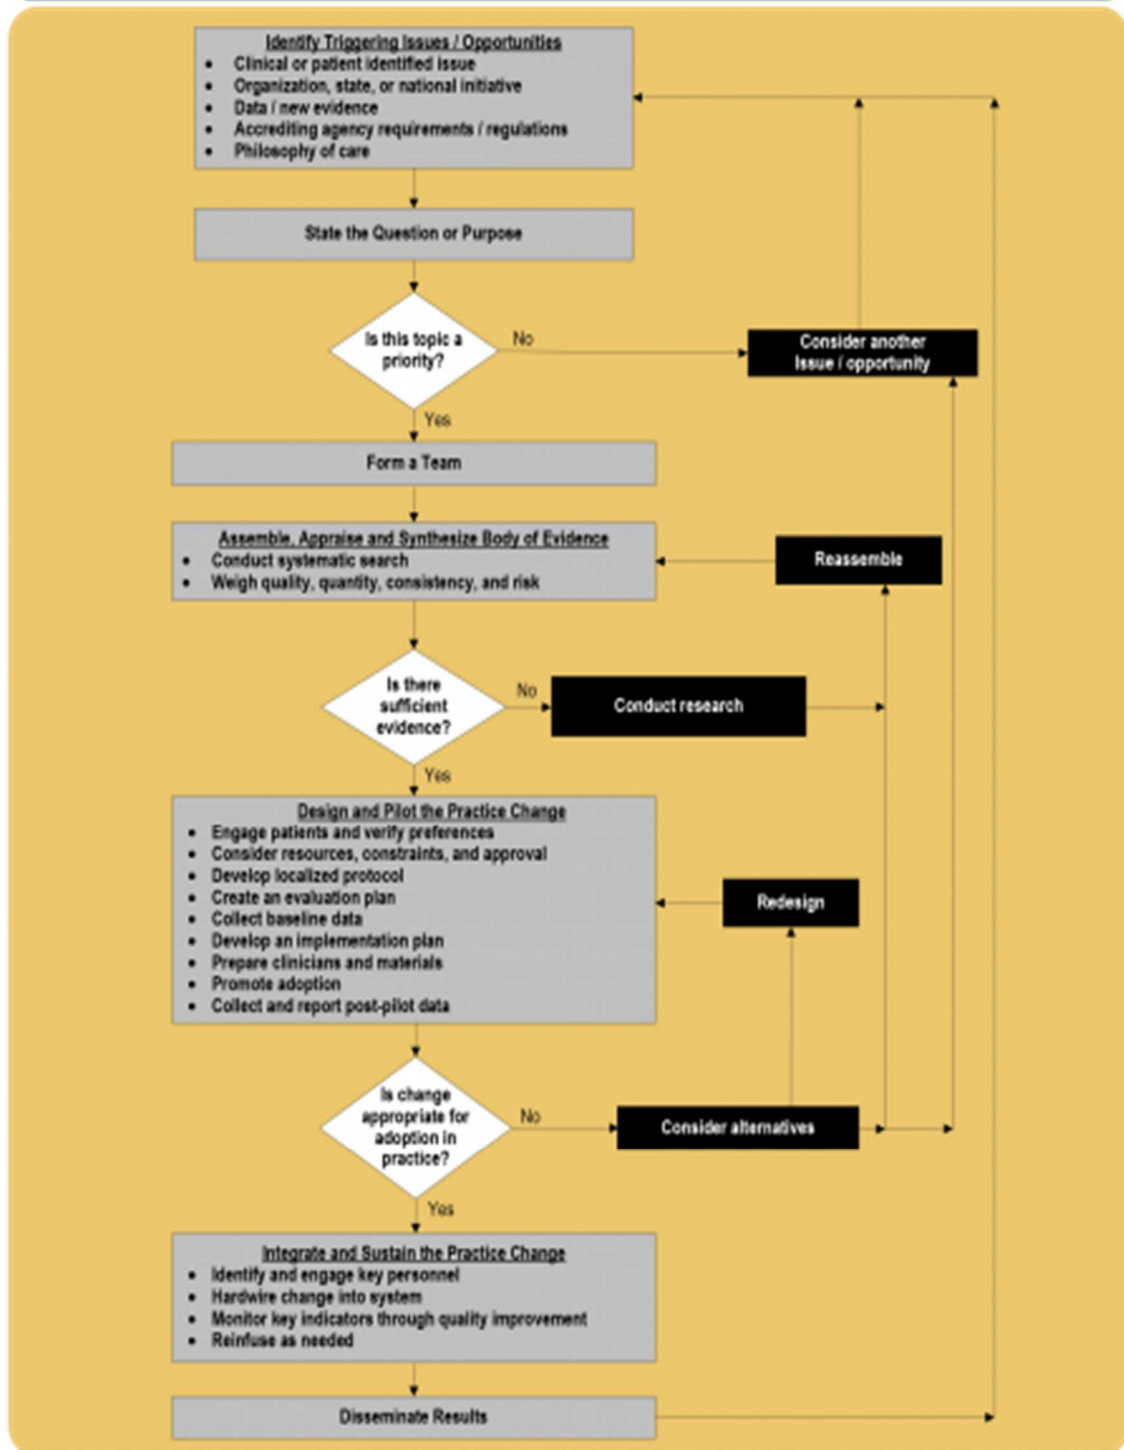 Identify Triggering Issues / Opportunities
• Clinical or patient identified issue
• Organization, state, or national initiative
• Data / new evidence
• Accrediting agency requirements / regulations
• Philosophy of care
State the Question or Purpose
Is this topic a
priority?
No
Consider another
Issue / opportunity
Yes
Form a Team
Assemble, Appraise and Synthesize Body of Evidence
• Conduct systematic search
• Weigh quality, quantity, consistency, and risk
Reassemble
Is there
sufficient
evidence?
No
Conduct research
Yes
Design and Pilot the Practice Change
• Engage patients and verify preferences
• Consider resources, constraints, and approval
• Develop localized protocol
• Create an evaluation plan
• Collect baseline data
• Develop an implementation plan
• Prepare clinicians and materials
• Promote adoption
• Collect and report post-pilot data
Redesign
Is change
appropriate for
adoption in
practice?
No
Consider alternatives
Yes
Integrate and Sustain the Practice Change
• Identify and engage key personnel
• Hardwire change into system
• Monitor key indicators through quality improvement
• Reinfuse as needed
Disseminate Results